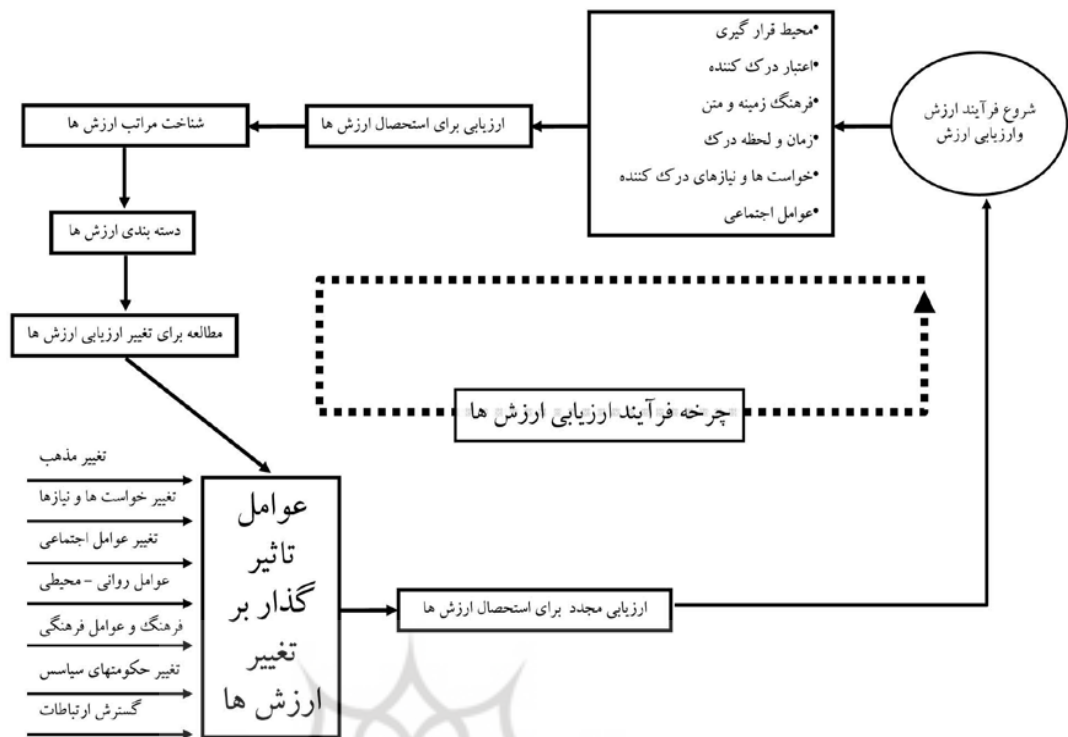 شروع فرآیند ارزش
وارزیابی ارزش
•محیط قرار گیری
•اعتبار درک کننده
•فرهنگ زمینه و متن
•زمان و لحظه درک
•خواست ها و نیازهای درک کننده
•عوامل اجتماعی
ارزیابی برای استحصال ارزش ها
شناخت مراتب ارزش ها
دسته بندی ارزش ها
مطالعه برای تغییر ارزیابی ارزش ها
چرخه فرآیند ارزیابی ارزش ها
تغییر مذهب
تغییر خواست ها و نیازها
تغییر عوامل اجتماعی
عوامل روانی – محیطی
فرهنگ و عوامل فرهنگی
تغییر حکومتهای سیاسس
گسترش ارتباطات
عوامل
تاثیر
گذار بر
تغییر
ارزش ها
ارزیابی مجدد برای استحصال ارزش ها